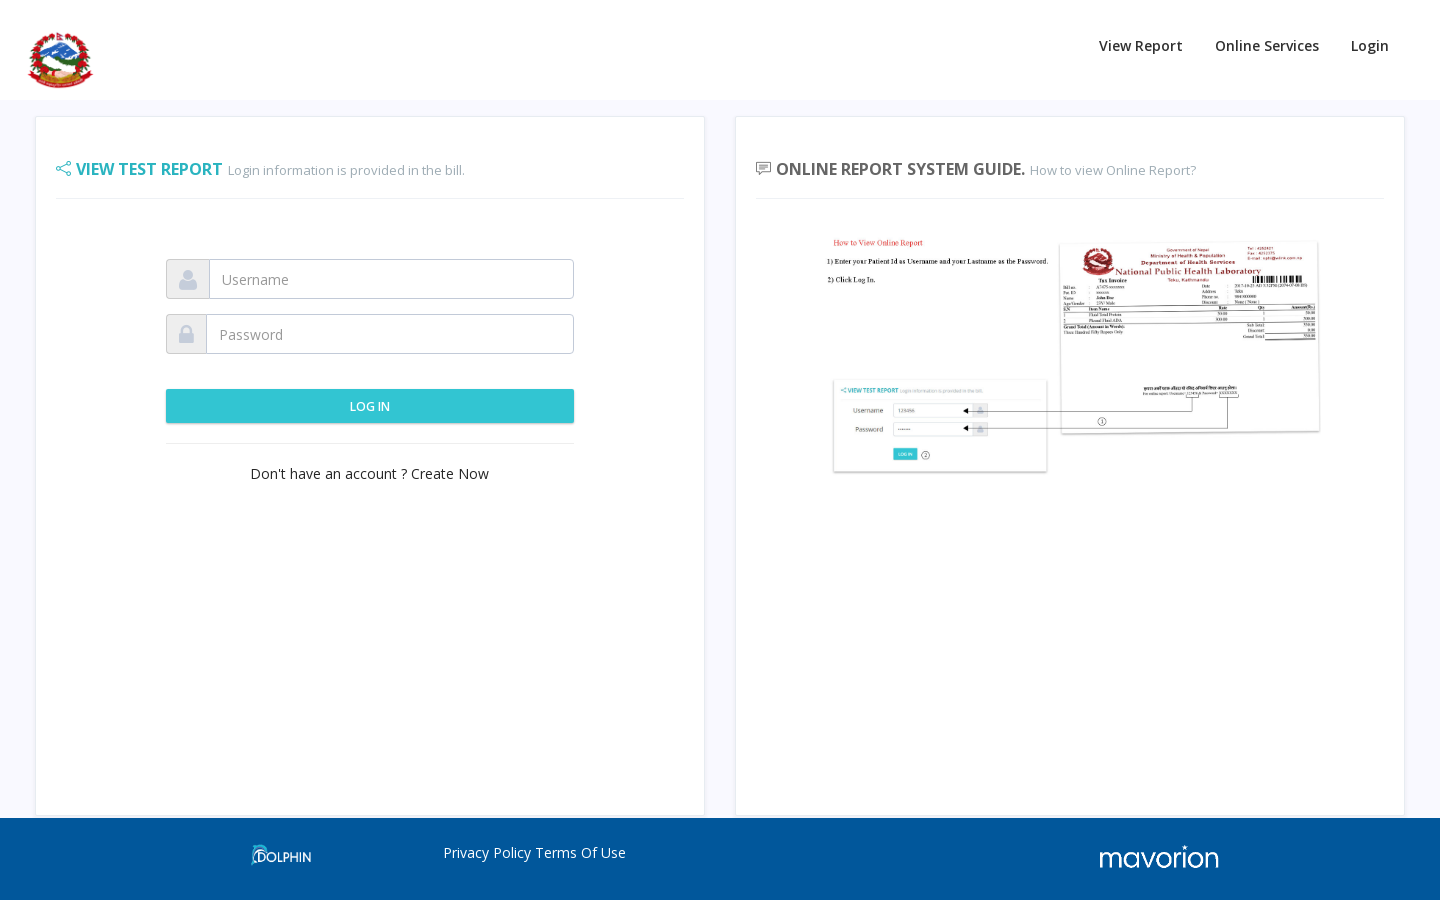 View Report
Online Services
Login
VIEW TEST REPORT Login information is provided in the bill.
Username
Password
LOG IN
Don't have an account ? Create Now
ONLINE REPORT SYSTEM GUIDE. How to view Online Report?
How to View Online Report
1) Enter your Patient Id as Username and your Lastname as the Password.
2) Click Log In.
Government of Nepal
Ministry of Health & Population
Department of Health Services
National Public Health Laboratory
Teku, Kathmandu
Tax Invoice
VIEW TEST REPORT Login information is provided in the bill.
Username 123456
Password
LOG IN 2
1
DOLPHIN
Privacy Policy Terms Of Use
mavorion